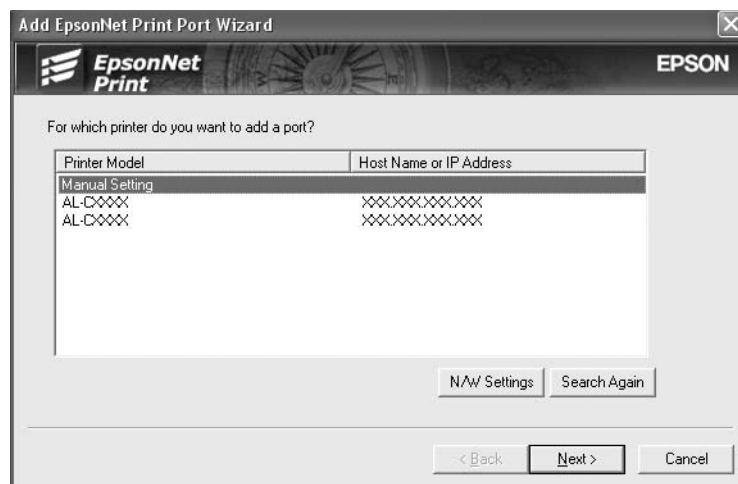 Add EpsonNet Print Port Wizard
EpsonNet
Print
EPSON
For which printer do you want to add a port?
Printer Model Host Name or IP Address
Manual Setting
AL-CXXXX XXX.XXX.XXX.XXX
AL-CXXXX XXX.XXX.XXX.XXX
N/W Settings Search Again
< Back Next > Cancel